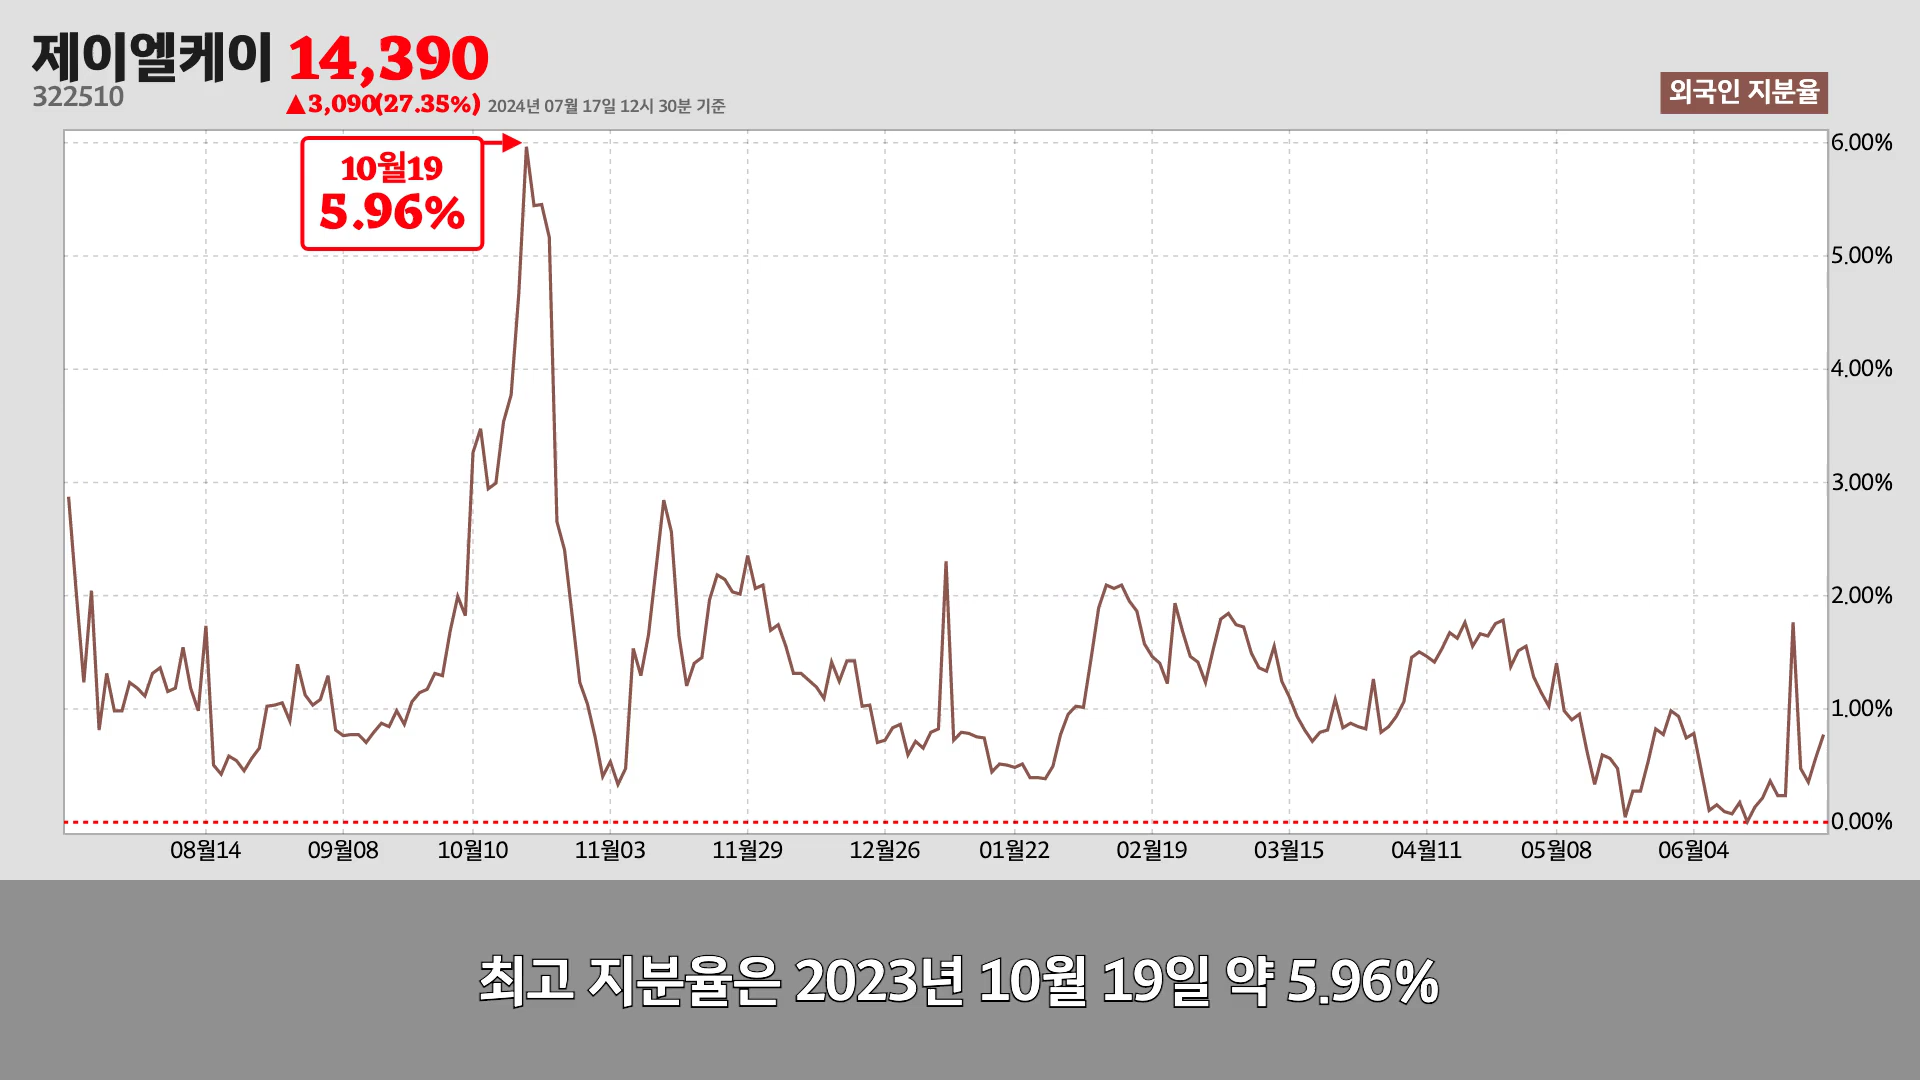 제이엘케이 14,390
322510
▲3,090(27.35%) 2024년 07월 17일 12시 30분 기준
외국인 지분율
10월19
5.96%
6.00%
5.00%
4.00%
3.00%
2.00%
1.00%
0.00%
08월14 09월08 10월10 11월03 11월29 12월26 01월22 02월19 03월15 04월11 05월08 06월04
최고 지분율은 2023년 10월 19일 약 5.96%